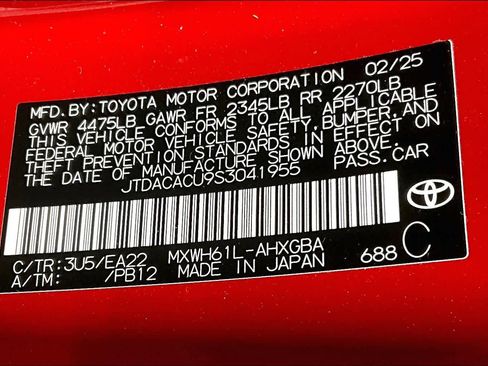 MFD.BY:TOYOTA MOTOR CORPORATION 02/25
GVWR 4475LB GAWR FR 2345LB RR 2270LB
THIS VEHICLE CONFORMS TO ALL APPLICABLE
FEDERAL MOTOR VEHICLE SAFETY,BUMPER,AND
THEFT PREVENTION STANDARDS IN EFFECT ON
THE DATE OF MANUFACTURE SHOWN ABOVE.
JTDACACU9S3041955 PASS.CAR
C/TR:3U5/EA22 MXWH61L-AHXGBA
A/TM: /PB12 MADE IN JAPAN 688 C
TOYOTA